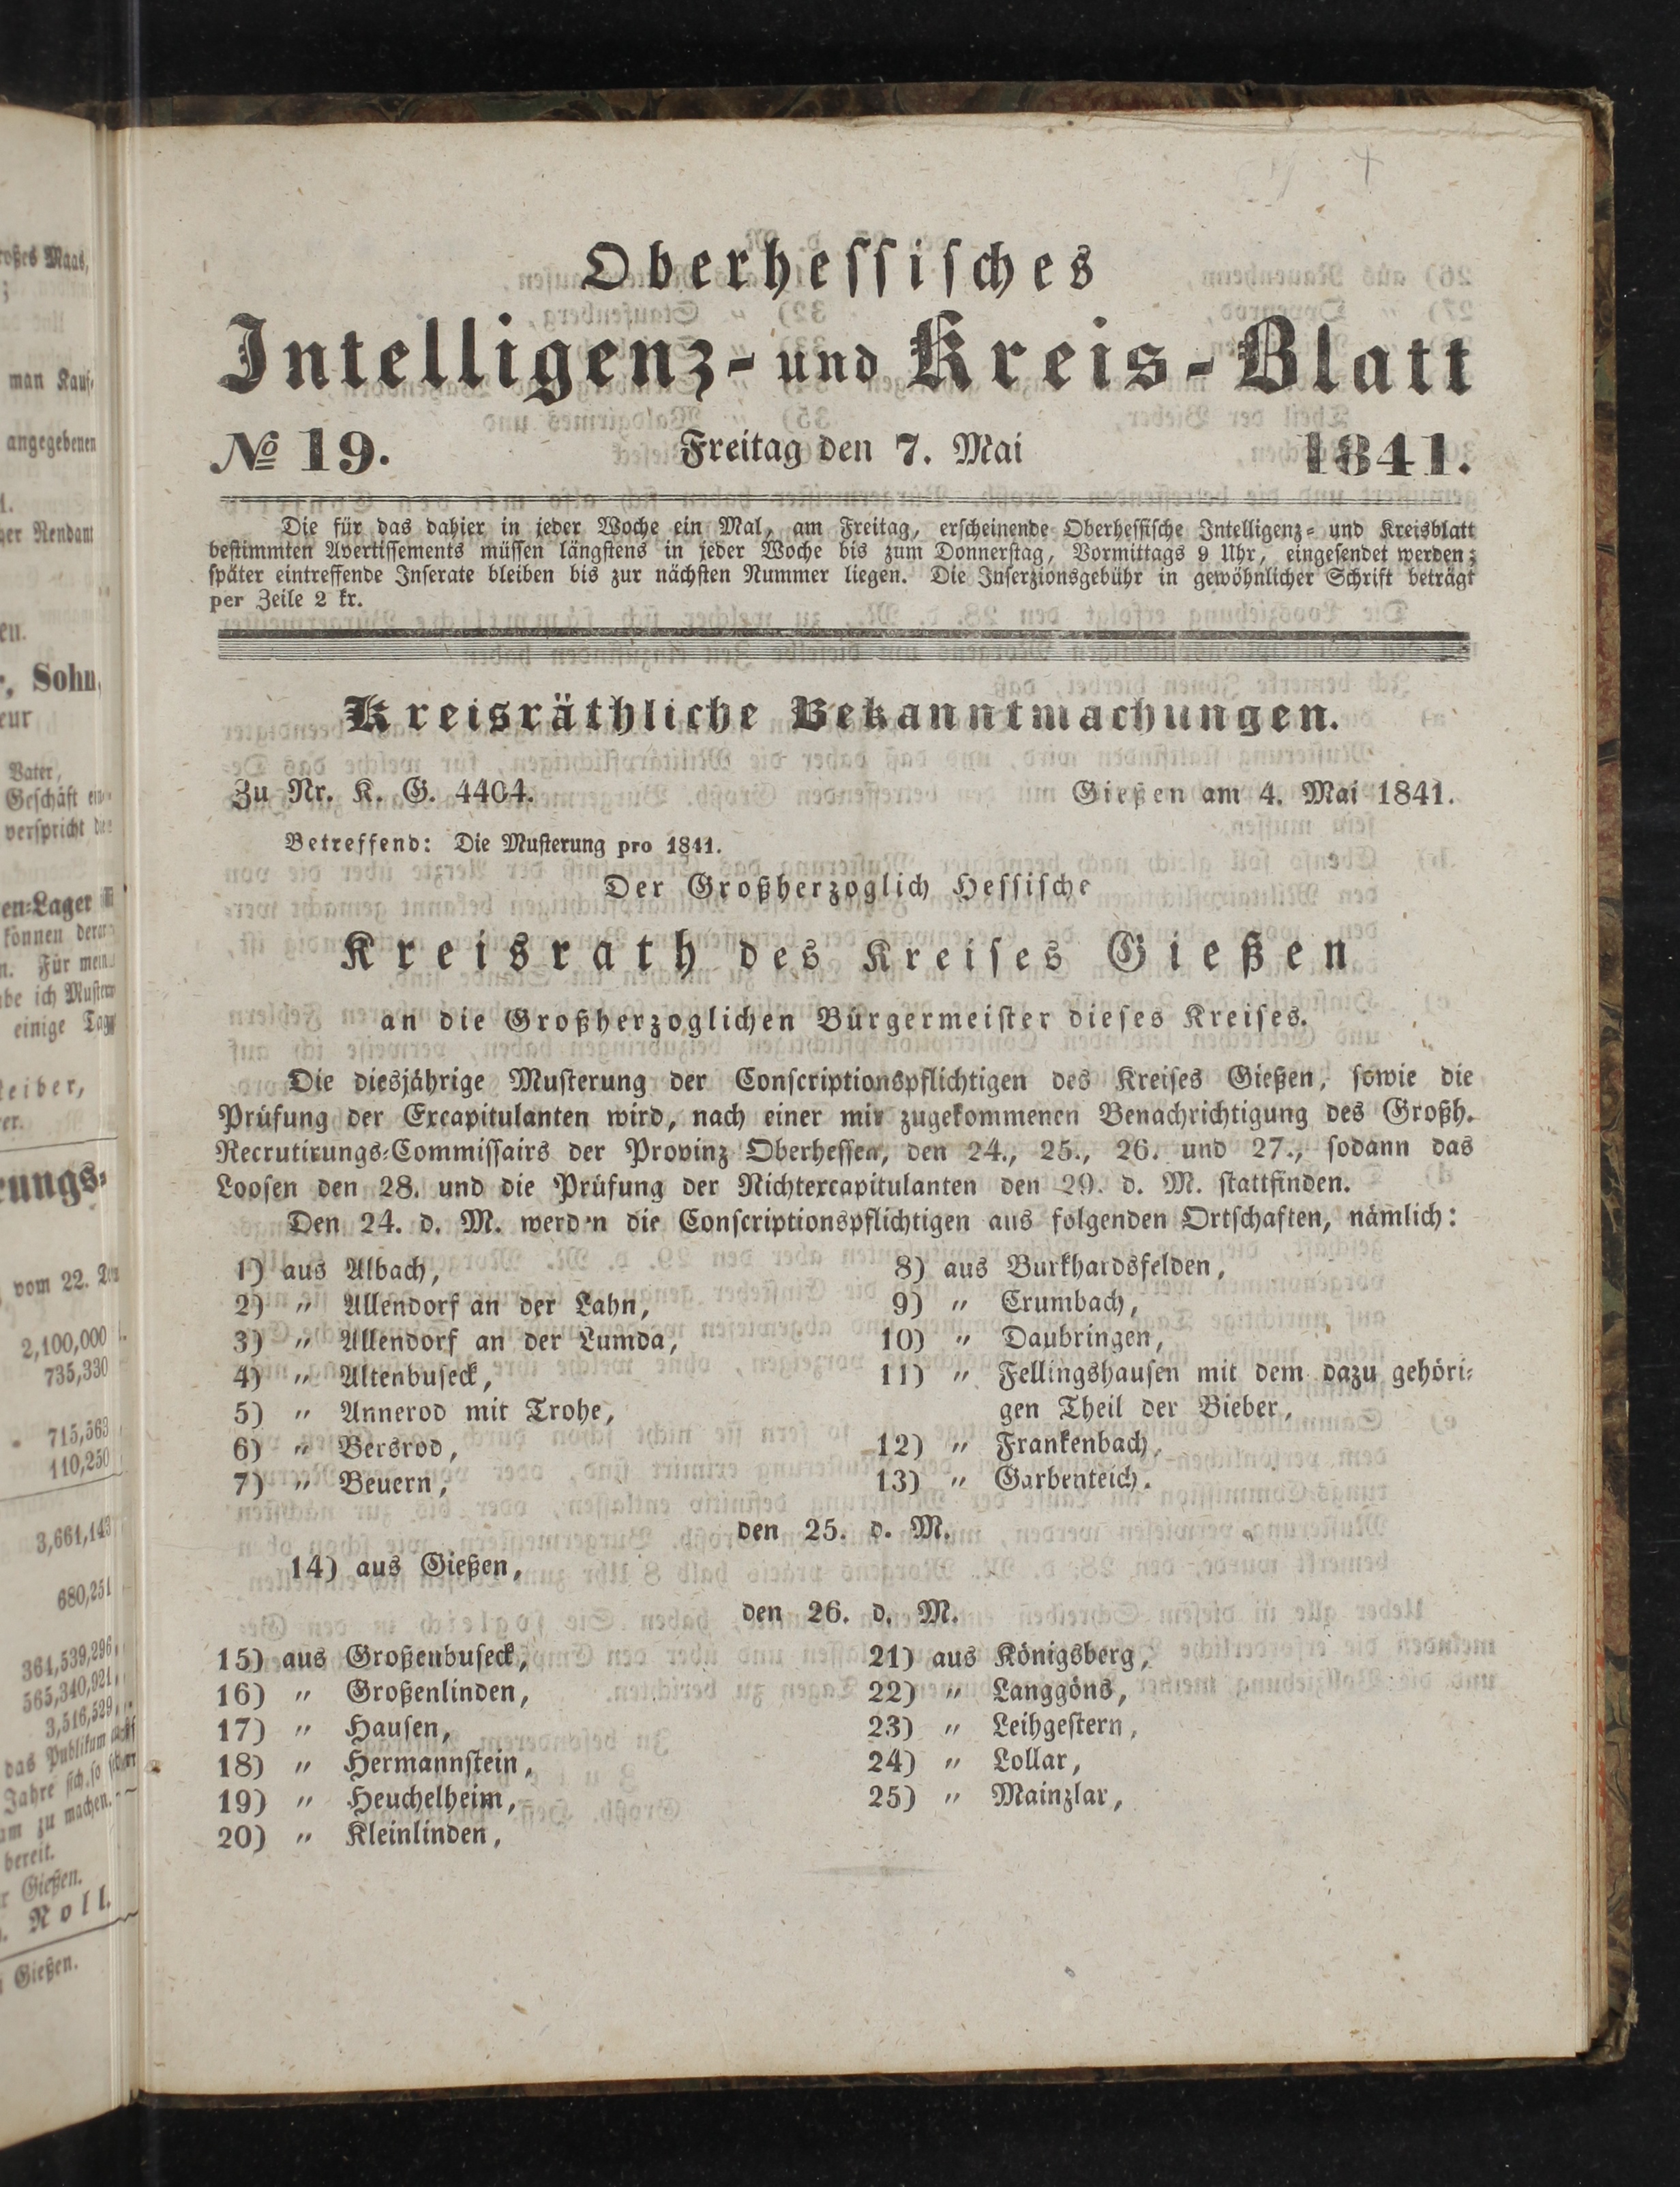 Oberhessisches
Intelligenz- und Kreis-Blatt
№ 19. Freitag den 7. Mai 1841.
Die für das dahier in jeder Woche ein Mal, am Freitag, erscheinende Oberhessische Intelligenz- und Kreisblatt
bestimmten Avertissements müssen längstens in jeder Woche bis zum Donnerstag, Vormittags 9 Uhr, eingesendet werden;
später eintreffende Inserate bleiben bis zur nächsten Nummer liegen. Die Inserzionsgebühr in gewöhnlicher Schrift beträgt
per Zeile 2 kr.
Kreisräthliche Bekanntmachungen.
Zu Nr. K. G. 4404. Gießen am 4. Mai 1841.
Betreffend: Die Musterung pro 1841.
Der Großherzoglich Hessische
Kreisrath des Kreises Gießen
an die Großherzoglichen Bürgermeister dieses Kreises.
Die diesjährige Musterung der Conscriptionspflichtigen des Kreises Gießen, sowie die
Prüfung der Excapitulanten wird, nach einer mir zugekommenen Benachrichtigung des Großh.
Recrutirungs-Commissairs der Provinz Oberhessen, den 24., 25., 26. und 27., sodann das
Loosen den 28. und die Prüfung der Nichtexcapitulanten den 29. d. M. stattfinden.
Den 24. d. M. werd n die Conscriptionspflichtigen aus folgenden Ortschaften, nämlich:
1) aus Albach,
2) " Allendorf an der Lahn,
3) " Allendorf an der Lumda,
4) " Altenbuseck,
5) " Annerod mit Trohe,
6) " Bersrod,
7) " Beuern,
8) aus Burkhardsfelden,
9) " Crumbach,
10) " Daubringen,
11) " Fellingshausen mit dem dazu gehöri-
gen Theil der Bieber,
12) " Frankenbach,
13) " Garbenteich.
den 25. d. M.
14) aus Gießen,
den 26. d. M.
15) aus Großenbuseck,
16) " Großenlinden,
17) " Hausen,
18) " Hermannstein,
19) " Heuchelheim,
20) " Kleinlinden,
21) aus Königsberg,
22) " Langgöns,
23) " Leihgestern,
24) " Lollar,
25) " Mainzlar,